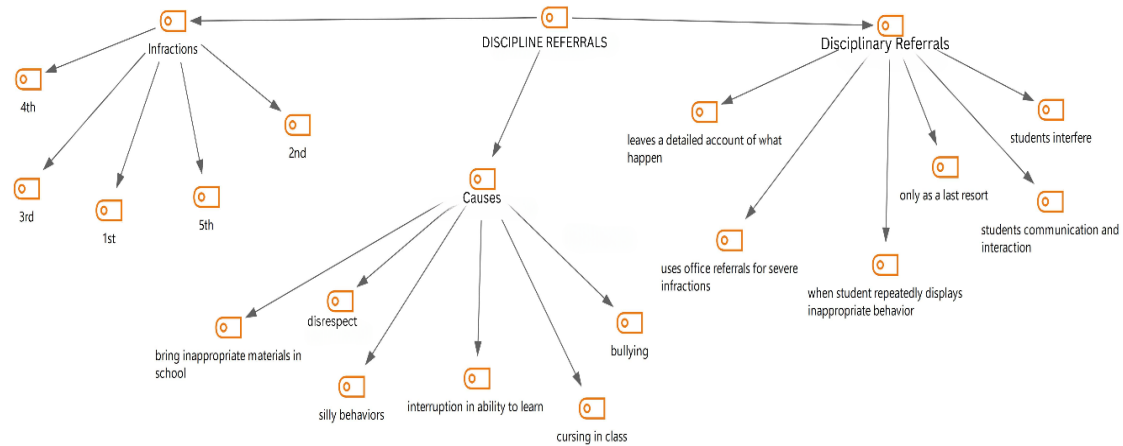 DISCIPLINE REFERRALS
Infractions
4th
3rd
1st
5th
2nd
Causes
bring inappropriate materials in
school
disrespect
silly behaviors
interruption in ability to learn
cursing in class
bullying
Disciplinary Referrals
leaves a detailed account of what
happen
uses office referrals for severe
infractions
when student repeatedly displays
inappropriate behavior
only as a last resort
students communication and
interaction
students interfere